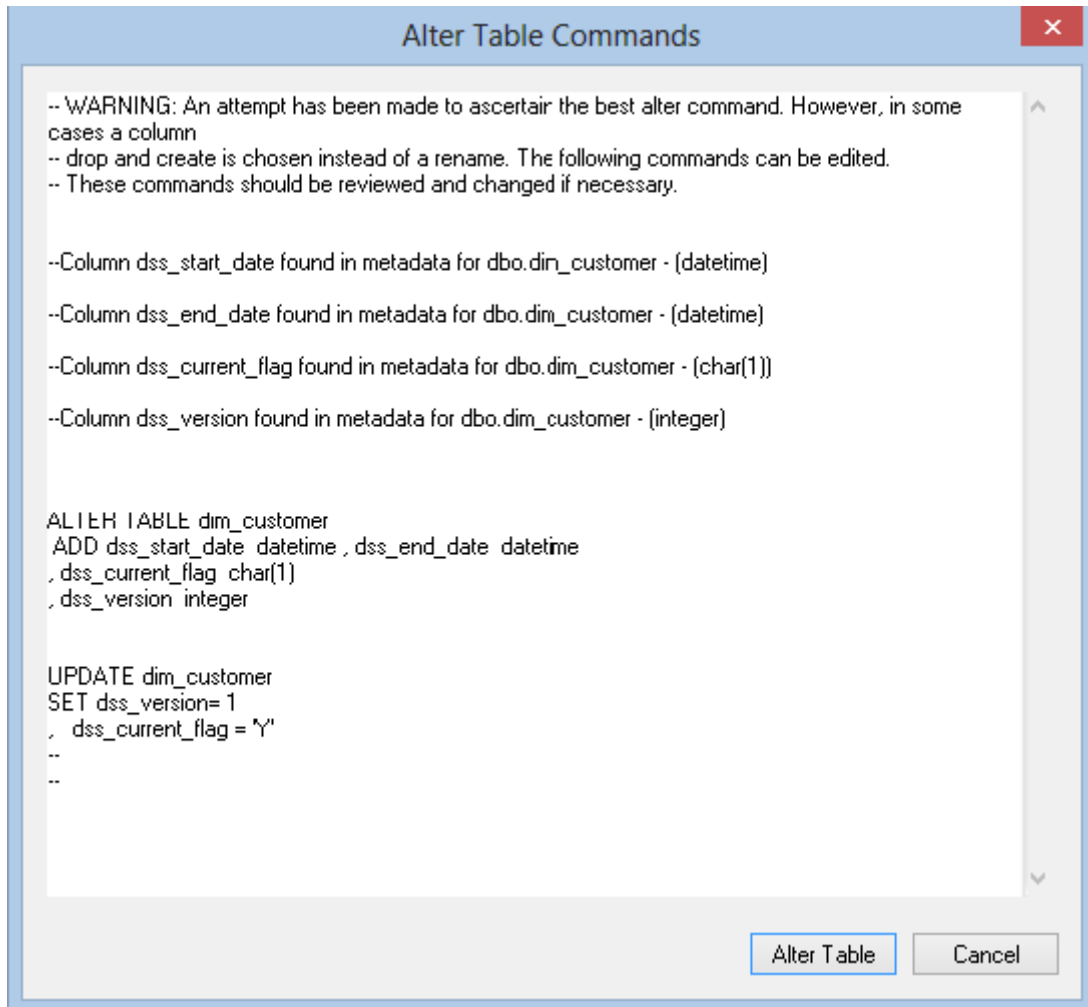 Alter Table Commands
-- WARNING: An attempt has been made to ascertain the best alter command. However, in some
cases a column
-- drop and create is chosen instead of a rename. The following commands can be edited.
-- These commands should be reviewed and changed if necessary.
--Column dss_start_date found in metadata for dbo.dim_customer - (datetime)
--Column dss_end_date found in metadata for dbo.dim_customer - (datetime)
--Column dss_current_flag found in metadata for dbo.dim_customer - (char(1))
--Column dss_version found in metadata for dbo.dim_customer - (integer)
ALTER TABLE dim_customer
ADD dss_start_date datetime , dss_end_date datetime
, dss_current_flag char(1)
, dss_version integer
UPDATE dim_customer
SET dss_version= 1
, dss_current_flag = 'Y'
--
--
Alter Table
Cancel